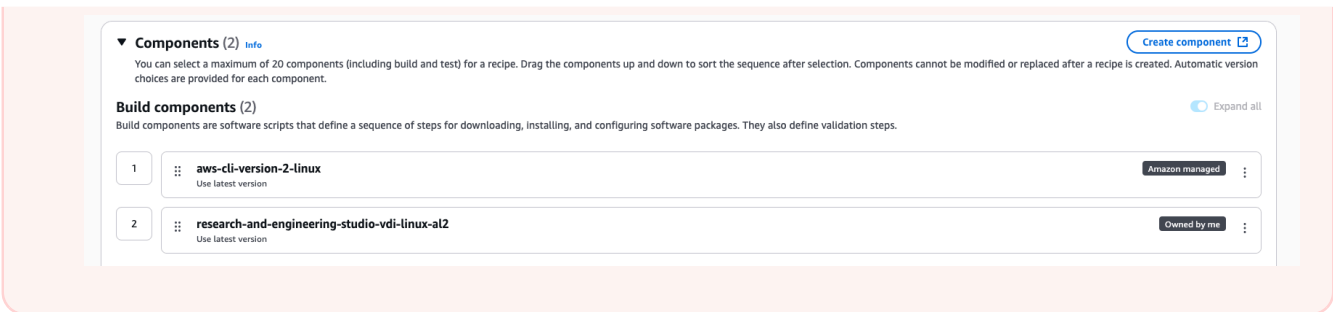 ▼ Components (2) Info
Create component
You can select a maximum of 20 components (including build and test) for a recipe. Drag the components up and down to sort the sequence after selection. Components cannot be modified or replaced after a recipe is created. Automatic version
choices are provided for each component.
Build components (2)
Expand all
Build components are software scripts that define a sequence of steps for downloading, installing, and configuring software packages. They also define validation steps.
1
aws-cli-version-2-linux
Amazon managed
Use latest version
2
research-and-engineering-studio-vdi-linux-al2
Owned by me
Use latest version